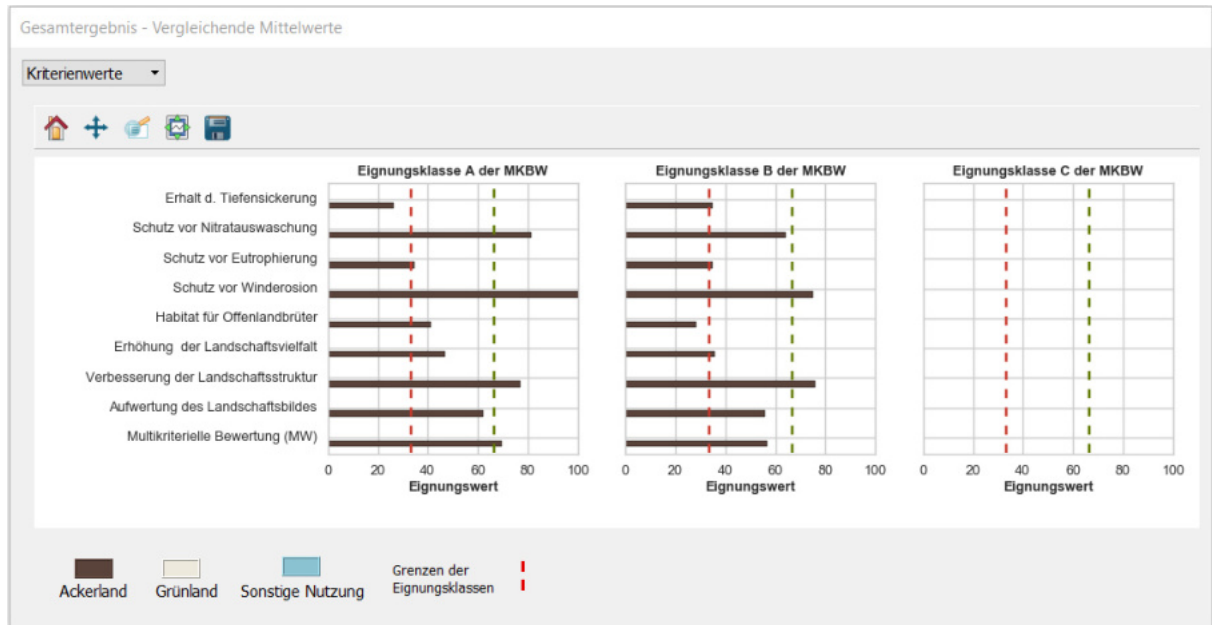 Gesamtergebnis - Vergleichende Mittelwerte
Kriterienwerte
Eignungsklasse A der MKBW
Eignungsklasse B der MKBW
Eignungsklasse C der MKBW
Erhalt d. Tiefensickerung
Schutz vor Nitratauswaschung
Schutz vor Eutrophierung
Schutz vor Winderosion
Habitat für Offenlandbrüter
Erhöhung der Landschaftsvielfalt
Verbesserung der Landschaftsstruktur
Aufwertung des Landschaftsbildes
Multikriterielle Bewertung (MW)
0 20 40 60 80 100
Eignungswert
0 20 40 60 80 100
Eignungswert
0 20 40 60 80 100
Eignungswert
Ackerland
Grünland
Sonstige Nutzung
Grenzen der
Eignungsklassen